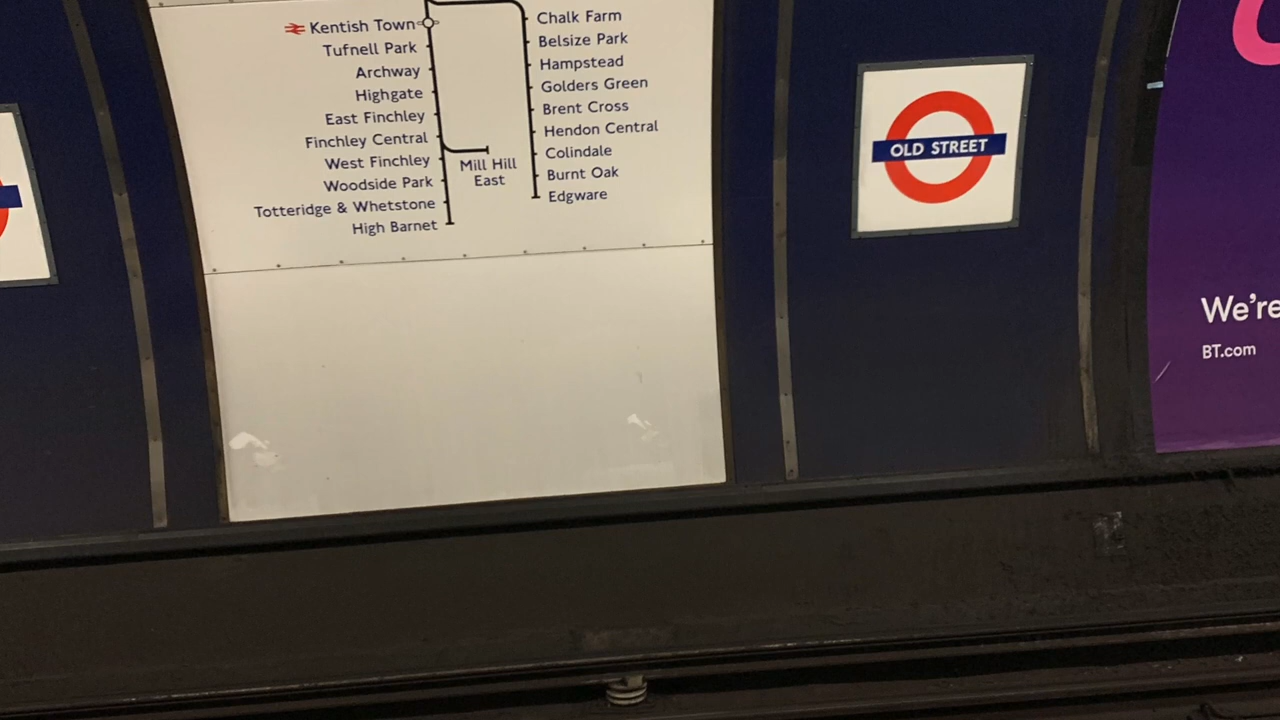 Kentish Town
Tufnell Park
Archway
Highgate
East Finchley
Finchley Central
West Finchley
Woodside Park
Totteridge & Whetstone
High Barnet
Mill Hill
East
Chalk Farm
Belsize Park
Hampstead
Golders Green
Brent Cross
Hendon Central
Colindale
Burnt Oak
Edgware
OLD STREET
We're
BT.com